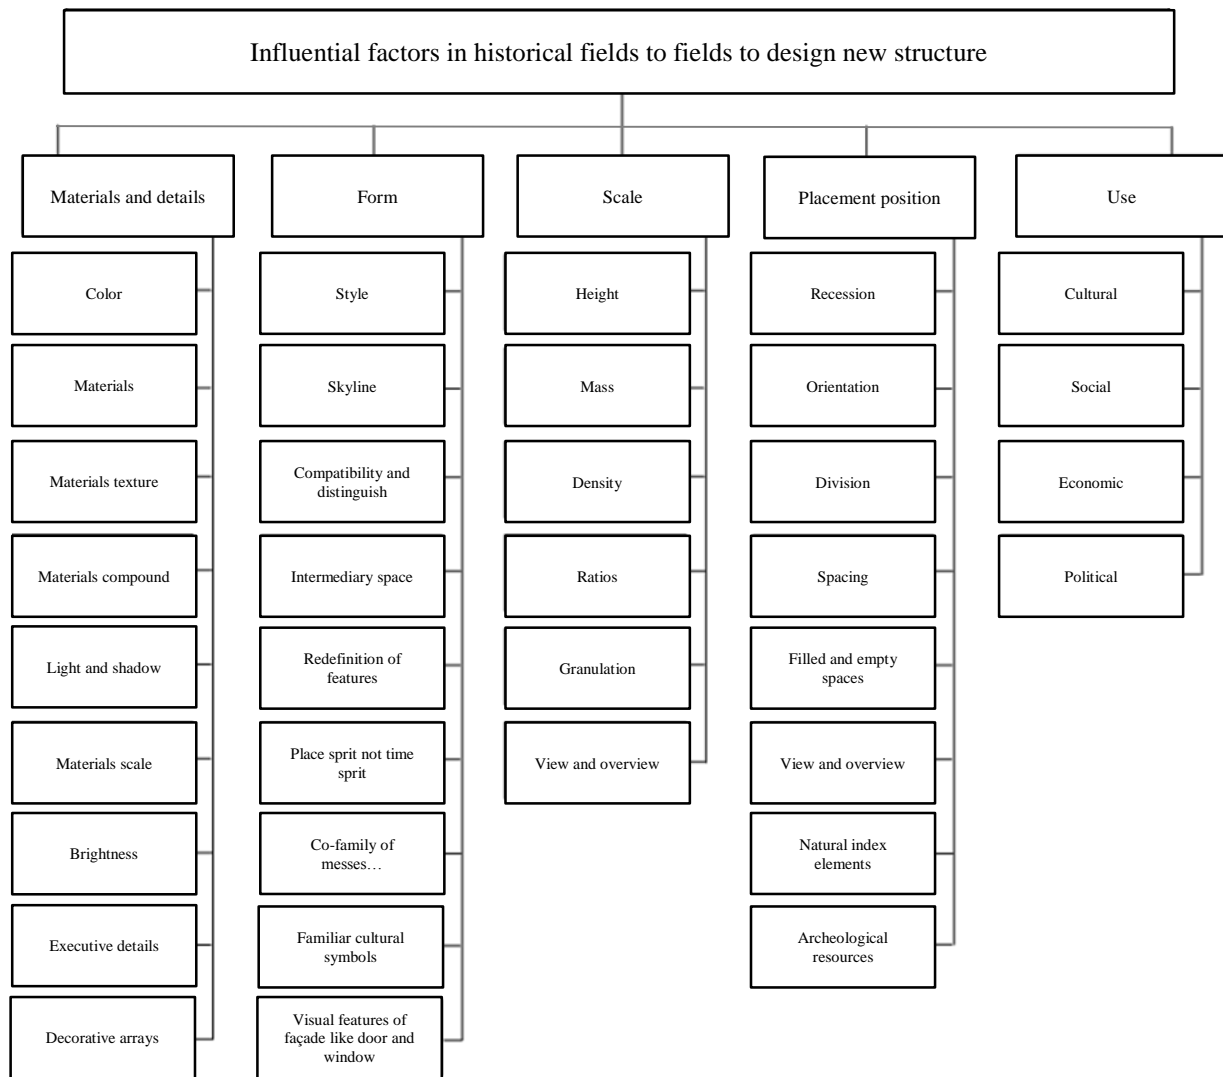 Influential factors in historical fields to fields to design new structure
Materials and details
Color
Materials
Materials texture
Materials compound
Light and shadow
Materials scale
Brightness
Executive details
Decorative arrays
Form
Style
Skyline
Compatibility and
distinguish
Intermediary space
Redefinition of
features
Place sprit not time
sprit
Co-family of
messes…
Familiar cultural
symbols
Visual features of
façade like door and
window
Scale
Height
Mass
Density
Ratios
Granulation
View and overview
Placement position
Recession
Orientation
Division
Spacing
Filled and empty
spaces
View and overview
Natural index
elements
Archeological
resources
Use
Cultural
Social
Economic
Political